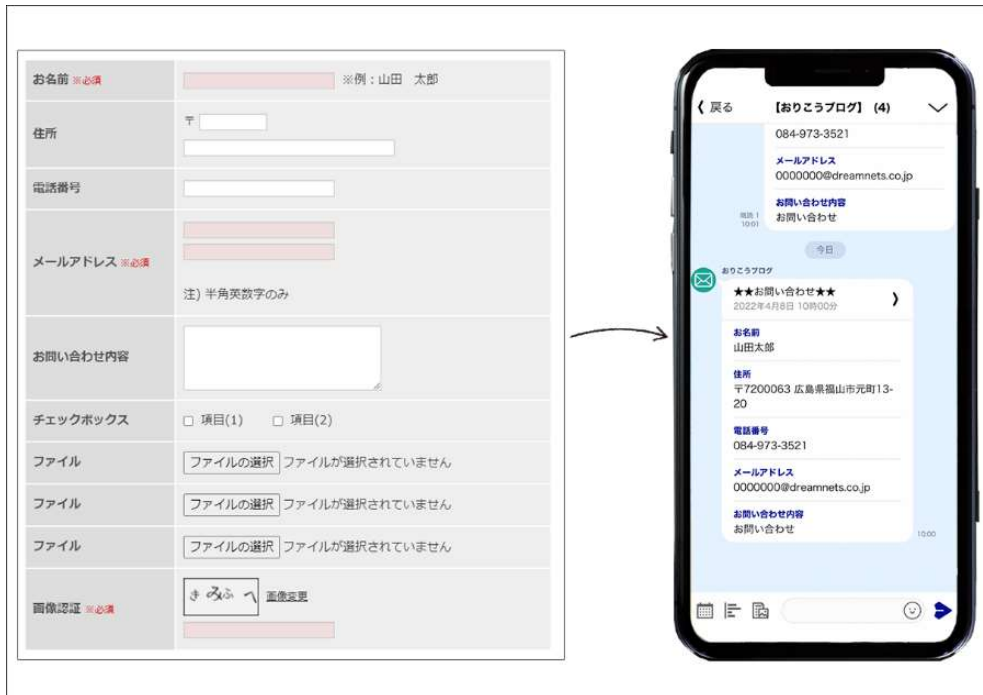 お名前 ※必須
※例：山田　太郎
住所
〒
電話番号
メールアドレス ※必須
注) 半角英数字のみ
お問い合わせ内容
チェックボックス
項目(1) 項目(2)
ファイル
ファイルの選択 ファイルが選択されていません
ファイル
ファイルの選択 ファイルが選択されていません
ファイル
ファイルの選択 ファイルが選択されていません
画像認証 ※必須
きみふへ 画像変更
戻る 【おりこうブログ】 (4)
084-973-3521
メールアドレス
0000000@dreamnets.co.jp
お問い合わせ内容
お問い合わせ
既読 1
10:01
今日
おりこうブログ
★★お問い合わせ★★
2022年4月8日 10時00分
お名前
山田太郎
住所
〒7200063 広島県福山市元町13-
20
電話番号
084-973-3521
メールアドレス
0000000@dreamnets.co.jp
お問い合わせ内容
お問い合わせ
10:00